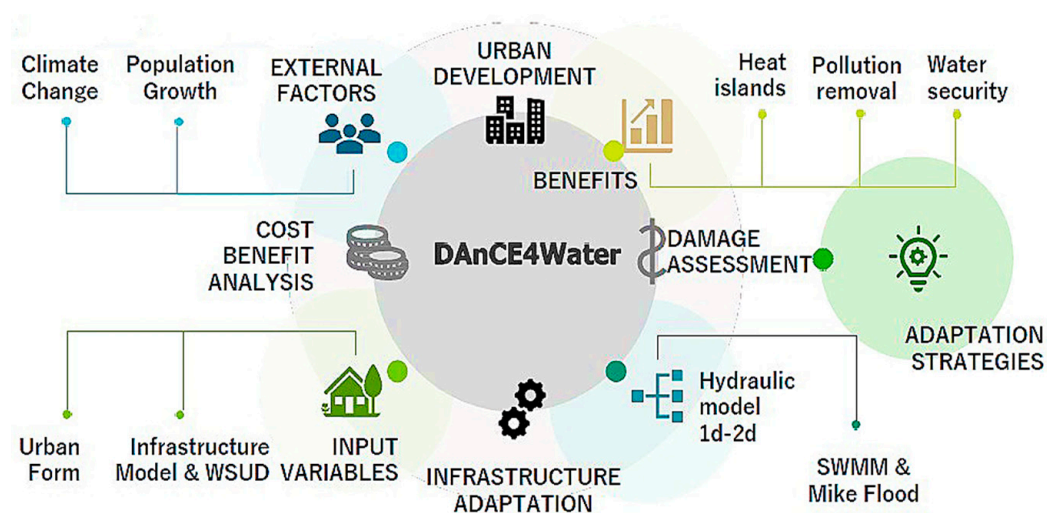 Climate
Change
Population
Growth
EXTERNAL
FACTORS
URBAN
DEVELOPMENT
BENEFITS
Heat
islands
Pollution
removal
Water
security
COST
BENEFIT
ANALYSIS
DAnCE4Water
DAMAGE
ASSESSMENT
ADAPTATION
STRATEGIES
Urban
Form
Infrastructure
Model & WSUD
INPUT
VARIABLES
INFRASTRUCTURE
ADAPTATION
Hydraulic
model
1d-2d
SWMM &
Mike Flood